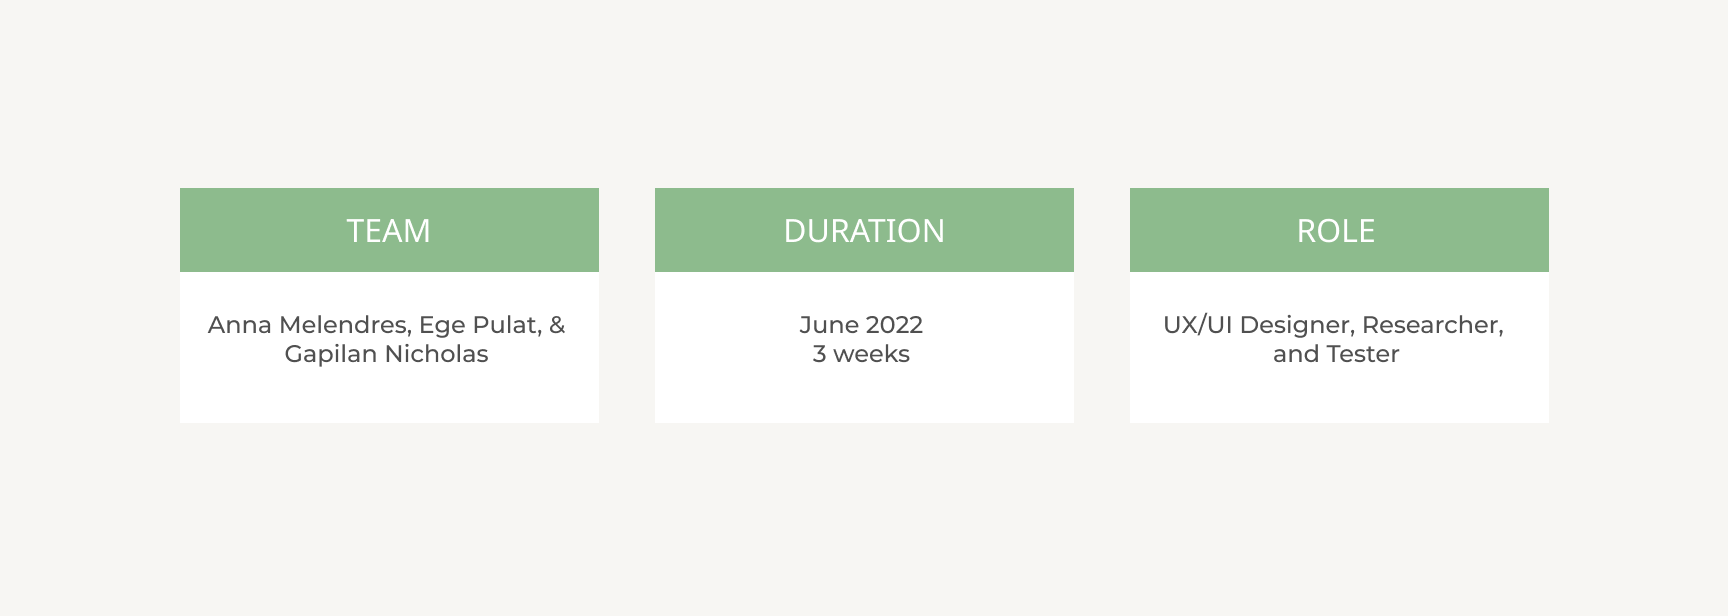 TEAM
Anna Melendres, Ege Pulat, &
Gapilan Nicholas
DURATION
June 2022
3 weeks
ROLE
UX/UI Designer, Researcher,
and Tester